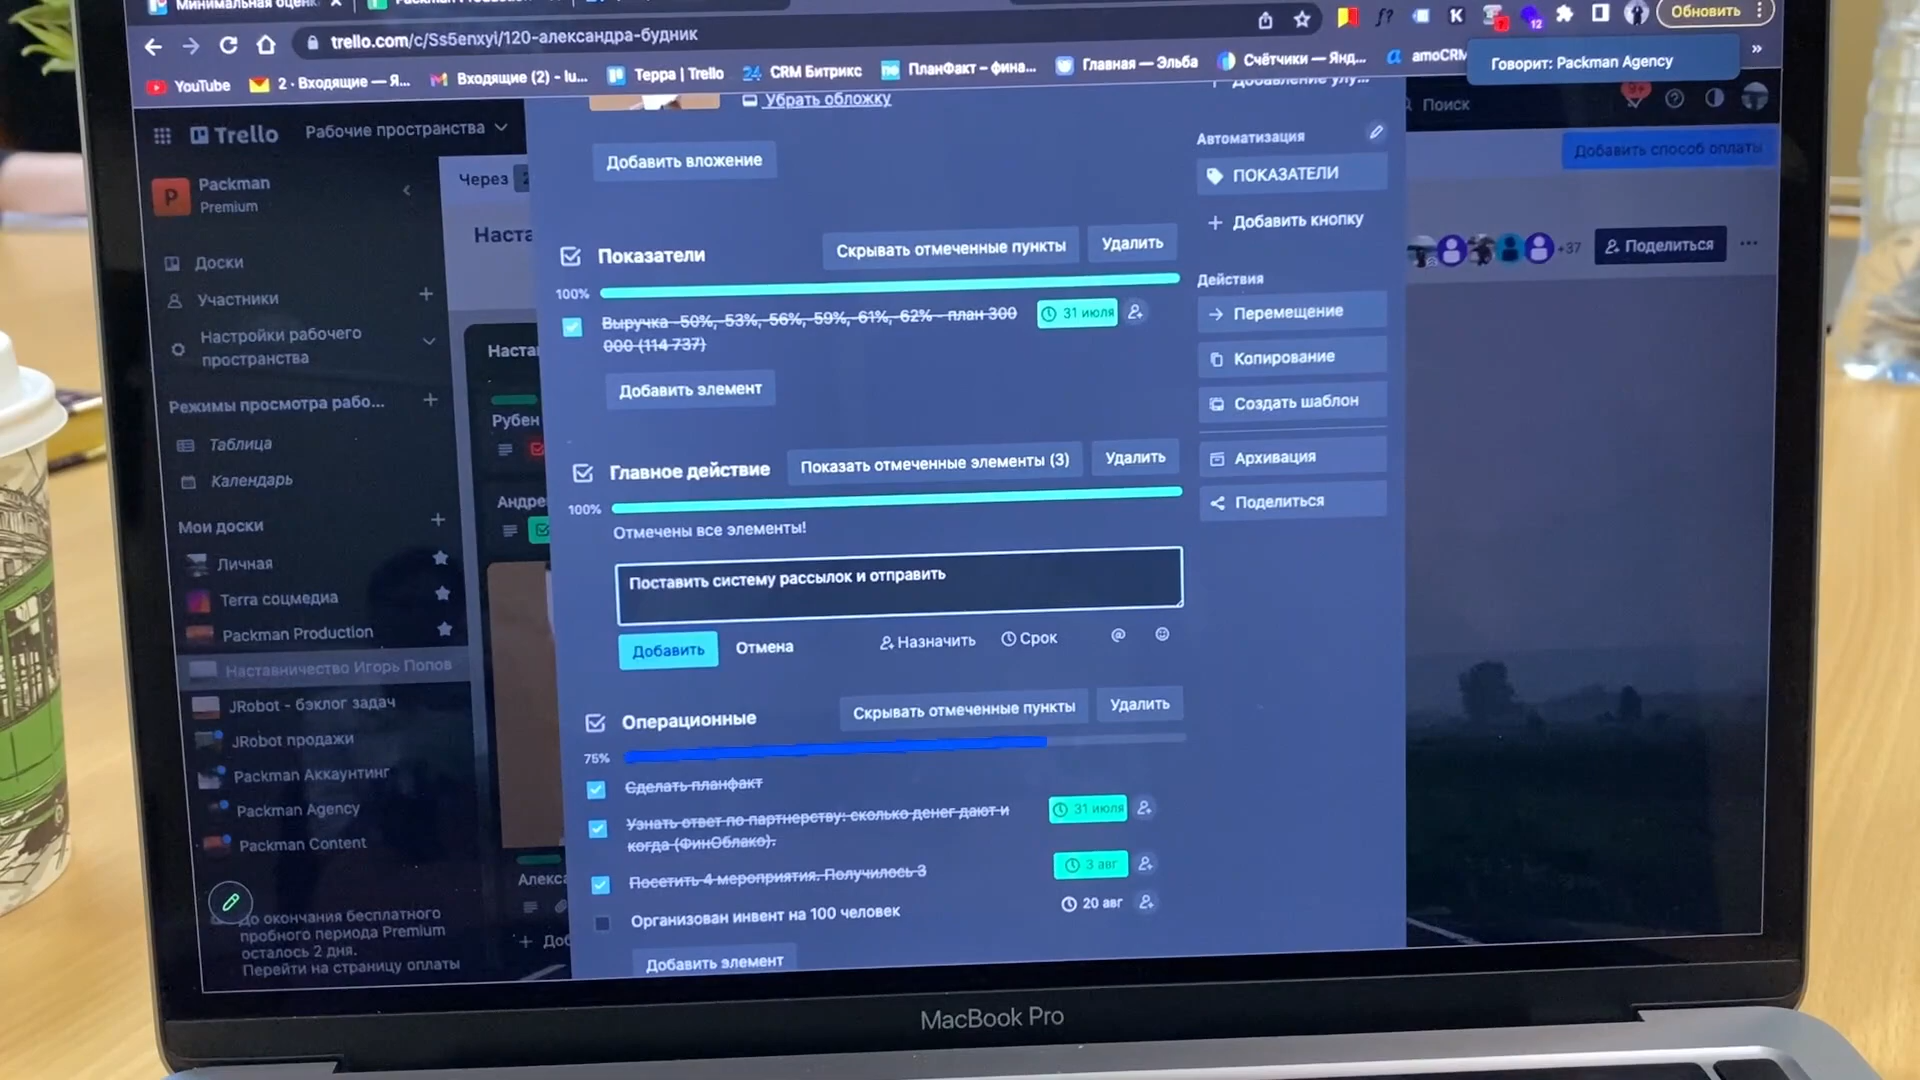 Минимальная оценк
trello.com/c/Ss5enxyi/120-александра-будник
Обновить
YouTube
2 · Входящие — Я...
Входящие (2) - lu...
Терра | Trello
CRM Битрикс
ПланФакт – фина...
Главная — Эльба
Счётчики — Янд...
amoCRM
Говорит: Packman Agency
Trello
Рабочие пространства
Поиск
9+
Packman
Premium
Доски
Участники
Настройки рабочего
пространства
Режимы просмотра рабо...
Таблица
Календарь
Мои доски
Личная
Terra соцмедиа
Packman Production
Наставничество Игорь Попов
JRobot - бэклог задач
JRobot продажи
Packman Аккаунтинг
Packman Agency
Packman Content
До окончания бесплатного
пробного периода Premium
осталось 2 дня.
Перейти на страницу оплаты
Через
Наста
Наста
Рубен
Андре
Алекса
+ Доб
Убрать обложку
Добавить вложение
Показатели
Скрывать отмеченные пункты
Удалить
100%
Выручка -50%, -53%, -56%, -59%, -61%, -62% - план 300
000 (114 737)
31 июля
Добавить элемент
Главное действие
Показать отмеченные элементы (3)
Удалить
100%
Отмечены все элементы!
Поставить систему рассылок и отправить
Добавить
Отмена
Назначить
Срок
Операционные
Скрывать отмеченные пункты
Удалить
75%
Сделать планфакт
Узнать ответ по партнерству: сколько денег дают и
когда (ФинОблако).
31 июля
Посетить 4 мероприятия. Получилось 3
3 авг
Организован инвент на 100 человек
20 авг
Добавить элемент
Автоматизация
ПОКАЗАТЕЛИ
Добавить кнопку
Действия
Перемещение
Копирование
Создать шаблон
Архивация
Поделиться
Добавить способ оплаты
+37
Поделиться
MacBook Pro